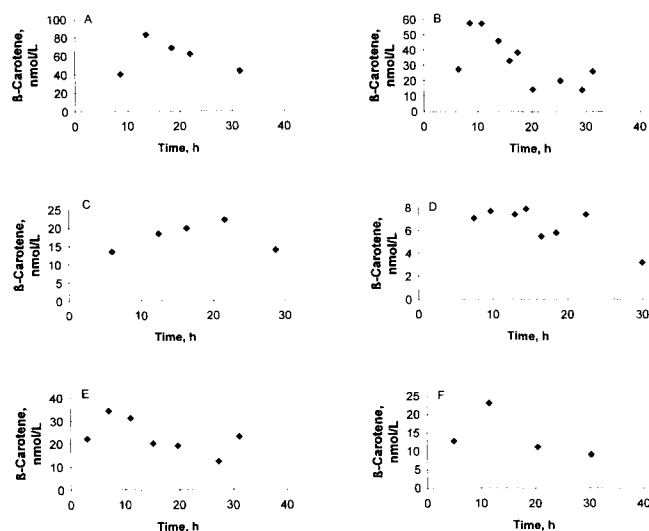 A
ß-Carotene,
nmol/L
100
80
60
40
20
0
0 10 20 30 40
Time, h
B
ß-Carotene,
nmol/L
60
50
40
30
20
10
0
0 10 20 30 40
Time, h
C
ß-Carotene,
nmol/L
25
20
15
10
5
0
0 10 20 30
Time, h
D
ß-Carotene,
nmol/L
8
6
4
2
0
0 10 20 30
Time, h
E
ß-Carotene,
nmol/L
40
30
20
10
0
0 10 20 30 40
Time, h
F
ß-Carotene,
nmol/L
25
20
15
10
5
0
0 10 20 30 40
Time, h